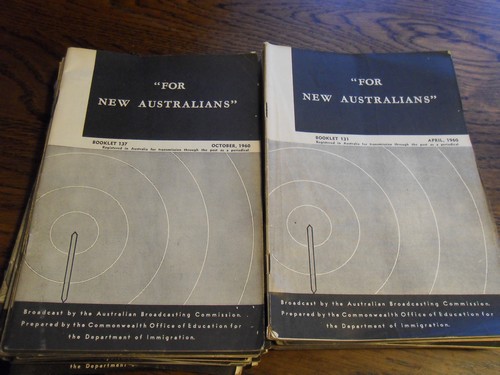 "FOR
NEW AUSTRALIANS"
BOOKLET 137 OCTOBER, 1960
Registered in Australia for transmission through the post as a periodical
Broadcast by the Australian Broadcasting Commission.
Prepared by the Commonwealth Office of Education for
the Department of Immigration.
the Department of
"FOR
NEW AUSTRALIANS"
BOOKLET 131 APRIL, 1960
Registered in Australia for transmission through the post as a periodical
Broadcast by the Australian Broadcasting Commission.
Prepared by the Commonwealth Office of Education for
the Department of Immigration.